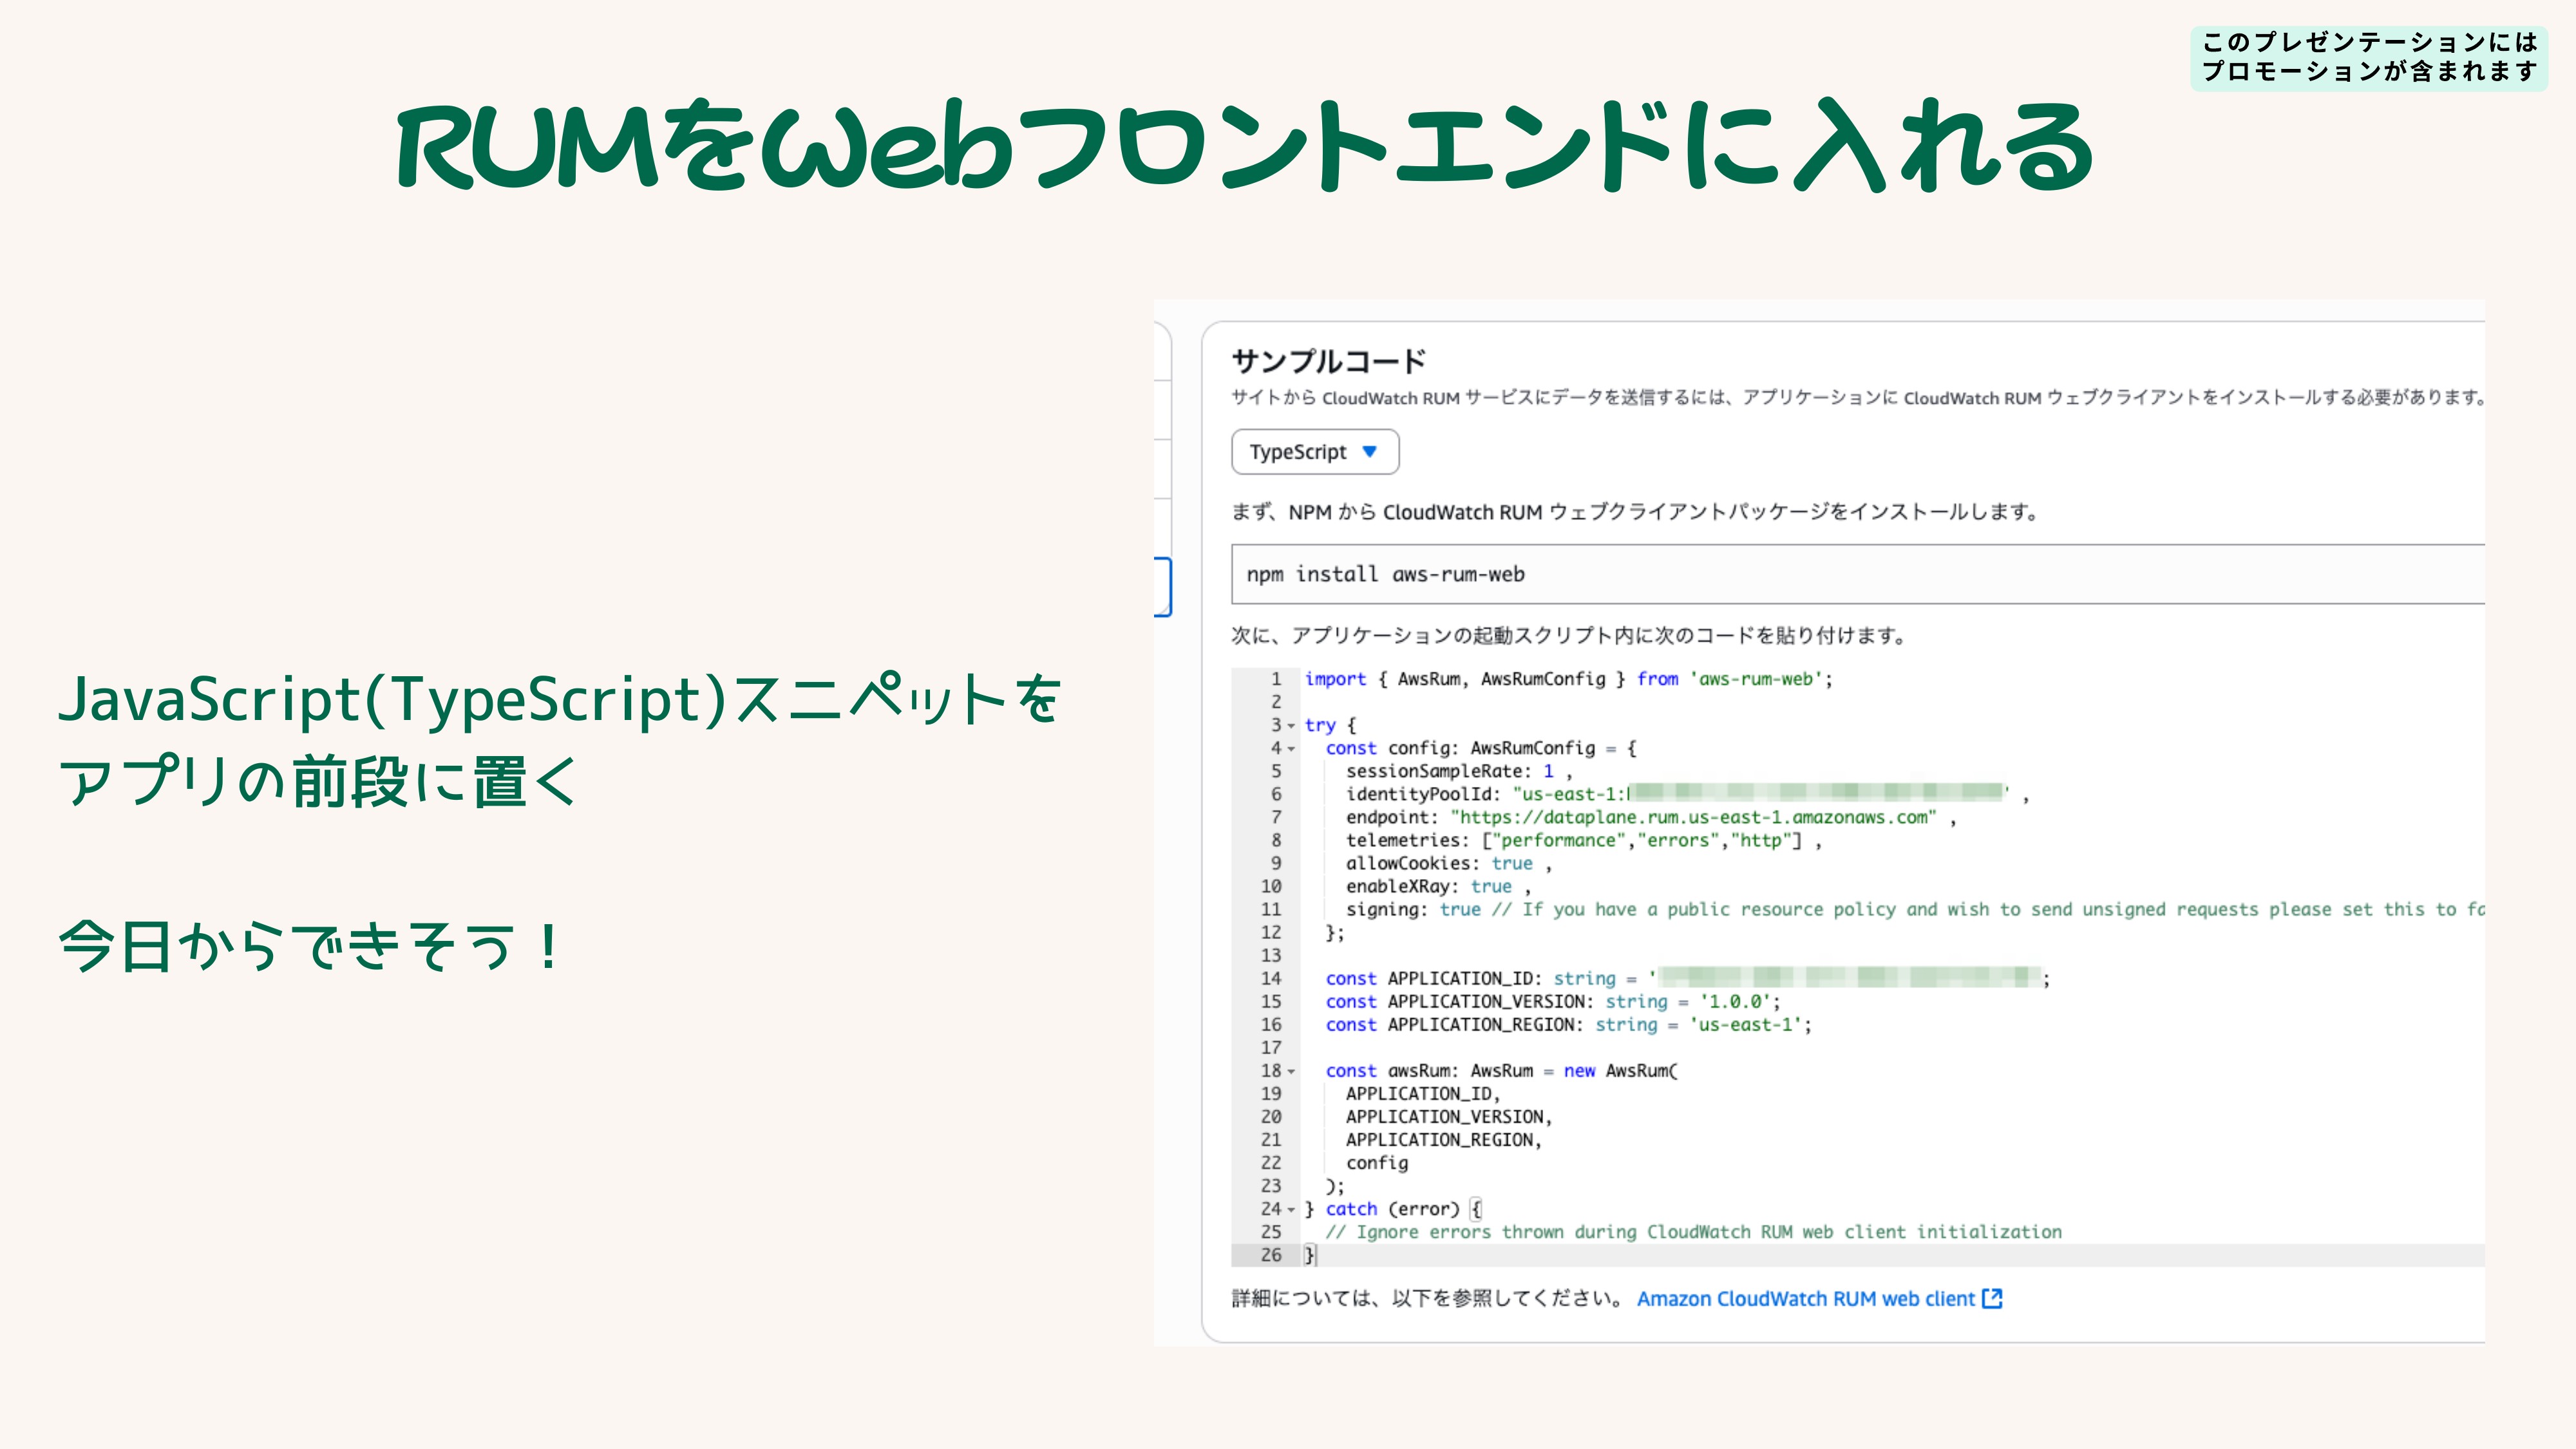 このプレゼンテーションには
プロモーションが含まれます
RUMをWebフロントエンドに入れる
JavaScript(TypeScript)スニペットを
アプリの前段に置く
今日からできそう！
サンプルコード
サイトから CloudWatch RUM サービスにデータを送信するには、アプリケーションに CloudWatch RUM ウェブクライアントをインストールする必要があります。
TypeScript
まず、NPM から CloudWatch RUM ウェブクライアントパッケージをインストールします。
npm install aws-rum-web
次に、アプリケーションの起動スクリプト内に次のコードを貼り付けます。
1 import { AwsRum, AwsRumConfig } from 'aws-rum-web';
2
3 try {
4 const config: AwsRumConfig = {
5 sessionSampleRate: 1 ,
6 identityPoolId: "us-east-1: ,
7 endpoint: "https://dataplane.rum.us-east-1.amazonaws.com" ,
8 telemetries: ["performance","errors","http"] ,
9 allowCookies: true ,
10 enableXRay: true ,
11 signing: true // If you have a public resource policy and wish to send unsigned requests please set this to
12 };
13
14 const APPLICATION_ID: string = ' ;
15 const APPLICATION_VERSION: string = '1.0.0';
16 const APPLICATION_REGION: string = 'us-east-1';
17
18 const awsRum: AwsRum = new AwsRum(
19 APPLICATION_ID,
20 APPLICATION_VERSION,
21 APPLICATION_REGION,
22 config
23 );
24 } catch (error) {
25 // Ignore errors thrown during CloudWatch RUM web client initialization
26 }
詳細については、以下を参照してください。 Amazon CloudWatch RUM web client